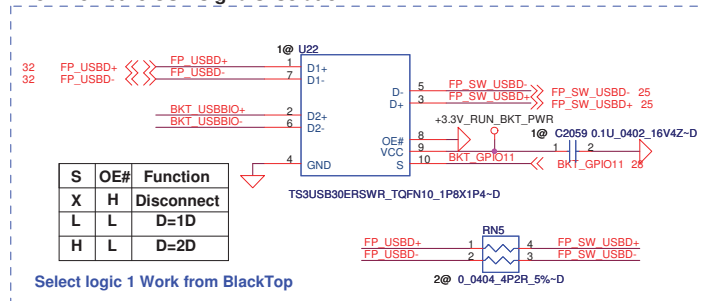 1@ U22
32 FP_USBD+ FP_USBD+ 1 D1+
32 FP_USBD- FP_USBD- 7 D1-
D- 5 FP_SW_USBD- FP_SW_USBD- 25
D+ 3 FP_SW_USBD+ FP_SW_USBD+ 25
BKT_USBBIO+ 2 D2+
BKT_USBBIO- 6 D2-
+3.3V_RUN_BKT_PWR
1@ C2059 0.1U_0402_16V4Z~D
OE# 8
VCC 9 1 2
4 GND
S 10 BKT_GPIO11 BKT_GPIO11
TS3USB30ERSWR_TQFN10_1P8X1P4~D
S OE# Function
X H Disconnect
L L D=1D
H L D=2D
RN5
FP_USBD+ 1 4 FP_SW_USBD+
FP_USBD- 2 3 FP_SW_USBD-
2@ 0_0404_4P2R_5%~D
Select logic 1 Work from BlackTop